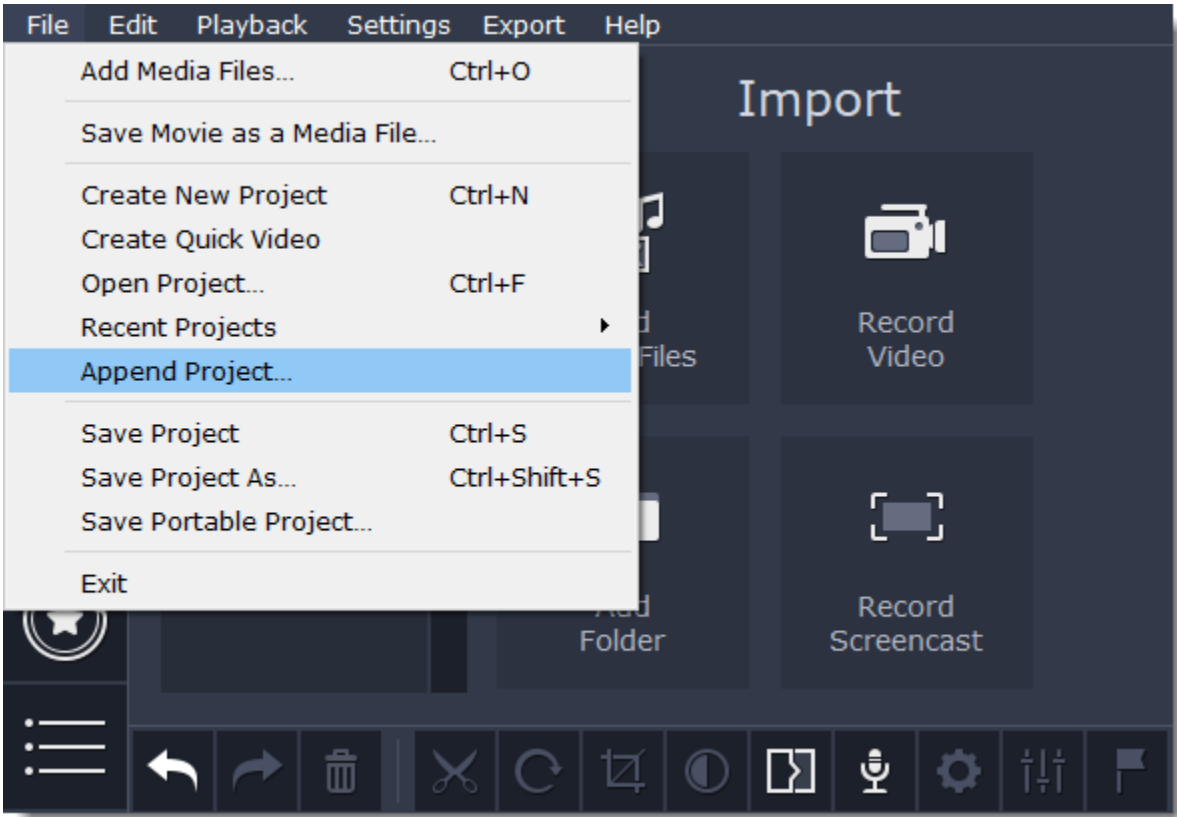 File Edit Playback Settings Export Help
Add Media Files... Ctrl+O
Save Movie as a Media File...
Create New Project Ctrl+N
Create Quick Video
Open Project... Ctrl+F
Recent Projects
Append Project...
Save Project Ctrl+S
Save Project As... Ctrl+Shift+S
Save Portable Project...
Exit
Import
Files
Record
Video
Add
Folder
Record
Screencast